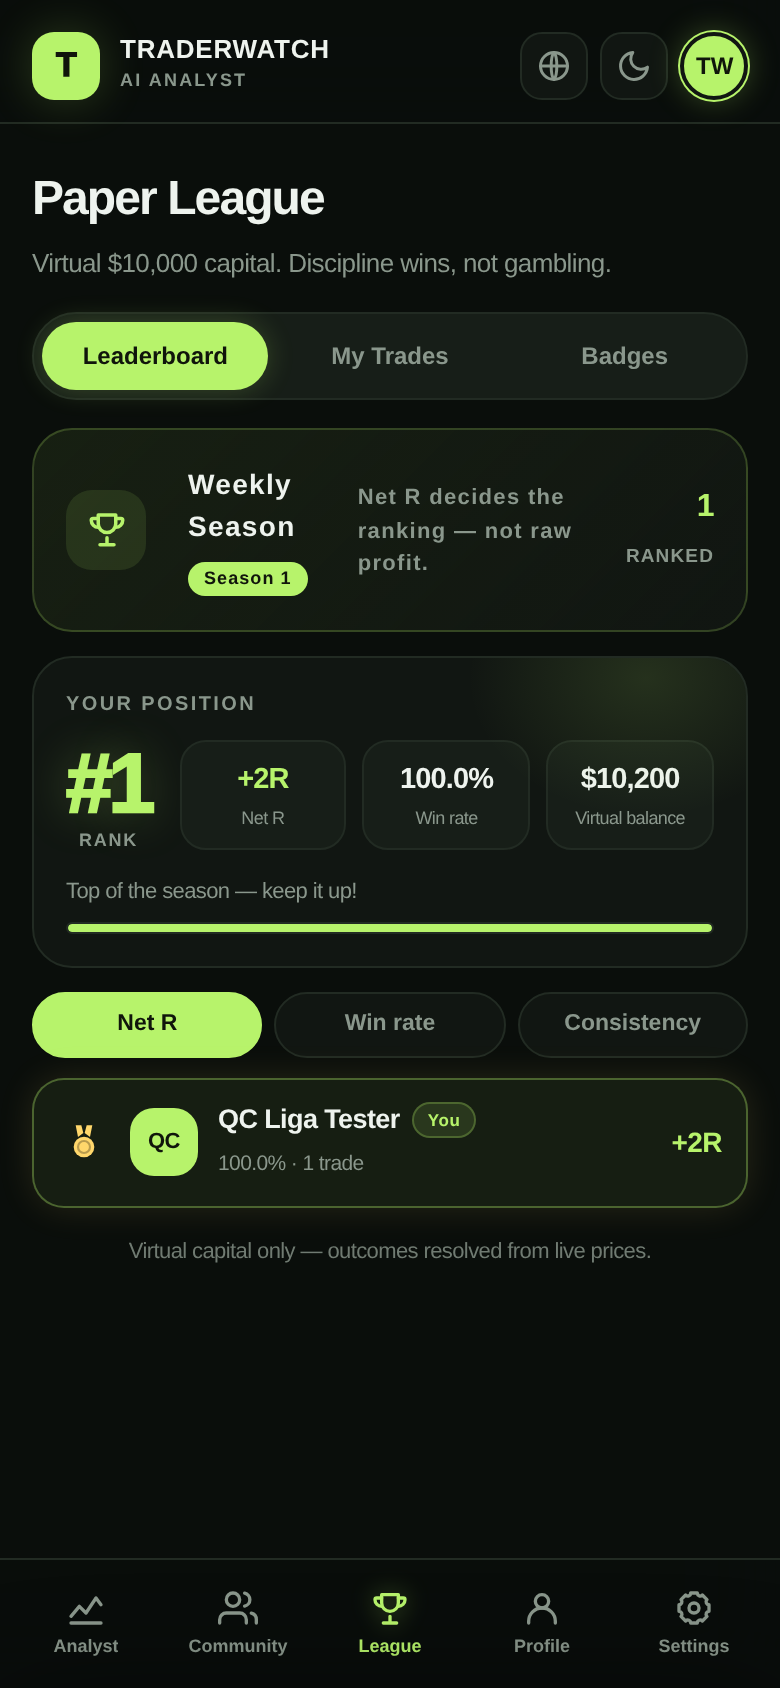 T
TRADERWATCH
AI ANALYST
TW
Paper League
Virtual $10,000 capital. Discipline wins, not gambling.
Leaderboard
My Trades
Badges
Weekly
Season
Season 1
Net R decides the
ranking — not raw
profit.
1
RANKED
YOUR POSITION
#1
RANK
+2R
Net R
100.0%
Win rate
$10,200
Virtual balance
Top of the season — keep it up!
Net R
Win rate
Consistency
QC
QC Liga Tester
You
100.0% · 1 trade
+2R
Virtual capital only — outcomes resolved from live prices.
Analyst
Community
League
Profile
Settings